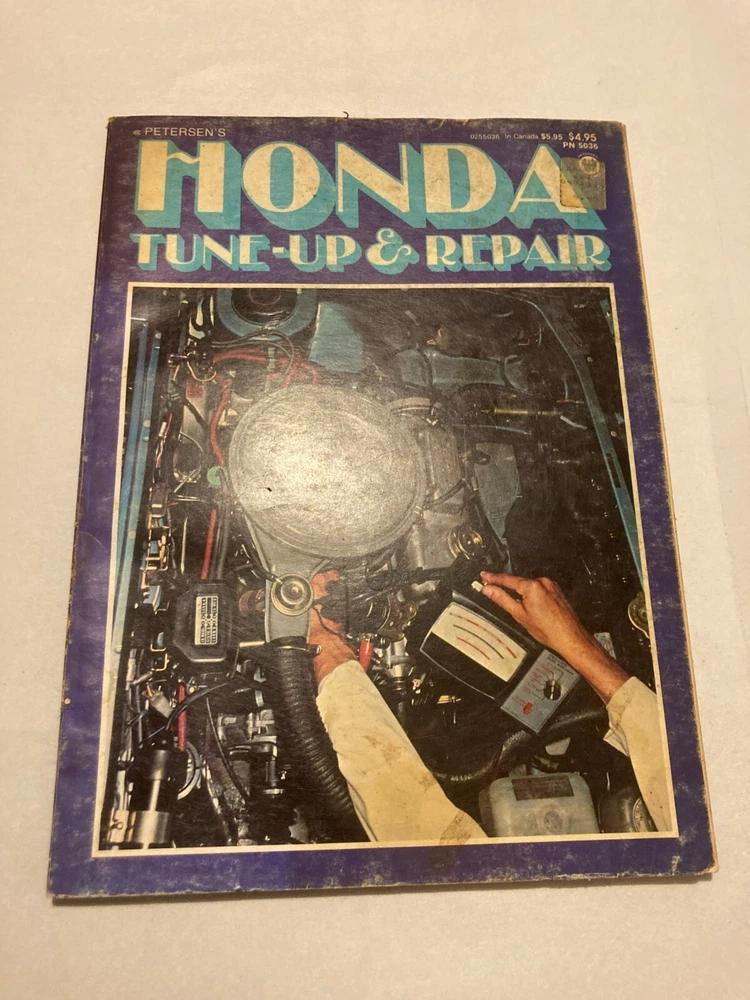 PETERSEN'S
0255036 In Canada $5.95 $4.95
PN 5036
HONDA
TUNE-UP & REPAIR